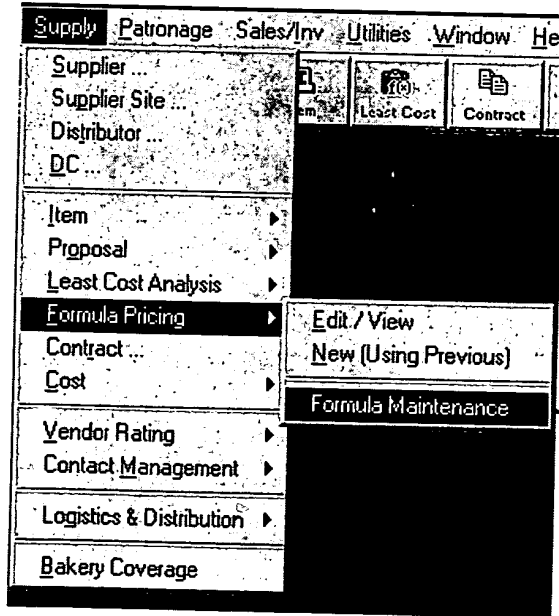 Supply Patronage Sales/Inv Utilities Window He
Supplier ...
Supplier Site ...
Distributor ...
DC ...
em Least Cost Contract
Item
Proposal
Least Cost Analysis
Formula Pricing
Edit / View
New (Using Previous)
Formula Maintenance
Contract ...
Cost
Vendor Rating
Contact Management
Logistics & Distribution
Bakery Coverage